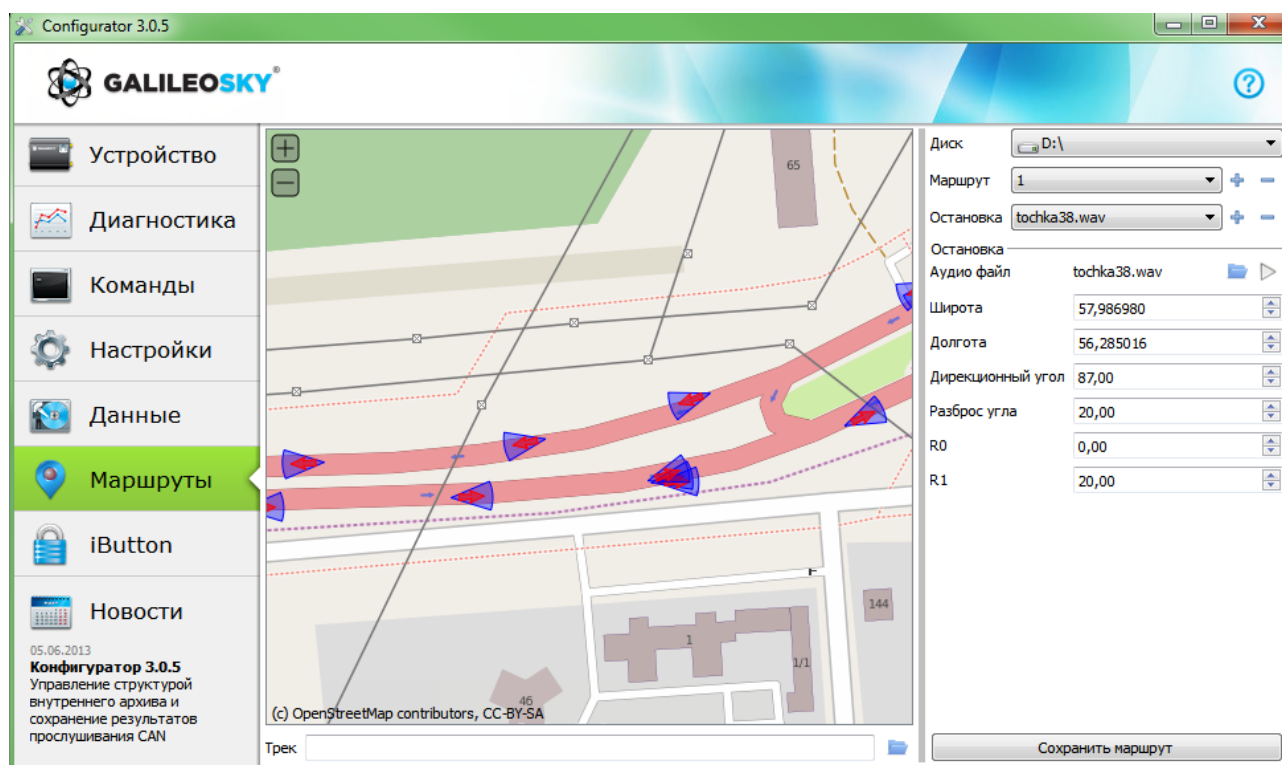 Configurator 3.0.5
GALILEOSKY®
Устройство
Диагностика
Команды
Настройки
Данные
Маршруты
iButton
Новости
05.06.2013
Конфигуратор 3.0.5
Управление структурой
внутреннего архива и
сохранение результатов
прослушивания CAN
65
144
1
1/1
46
(c) OpenStreetMap contributors, CC-BY-SA
Трек
Диск D:\
Маршрут 1
Остановка tochka38.wav
Остановка
Аудио файл tochka38.wav
Широта 57,986980
Долгота 56,285016
Дирекционный угол 87,00
Разброс угла 20,00
R0 0,00
R1 20,00
Сохранить маршрут